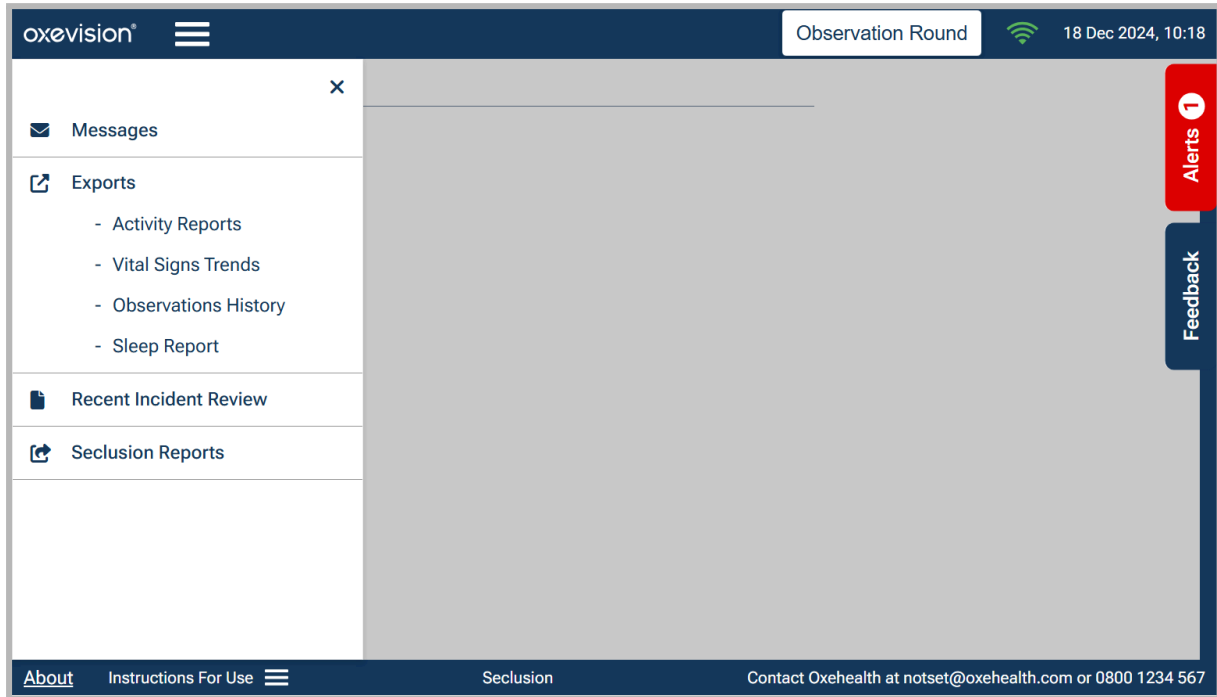 oxevision®
Observation Round
18 Dec 2024, 10:18
Messages
Exports
- Activity Reports
- Vital Signs Trends
- Observations History
- Sleep Report
Recent Incident Review
Seclusion Reports
Alerts 1
Feedback
About
Instructions For Use
Seclusion
Contact Oxehealth at notset@oxehealth.com or 0800 1234 567